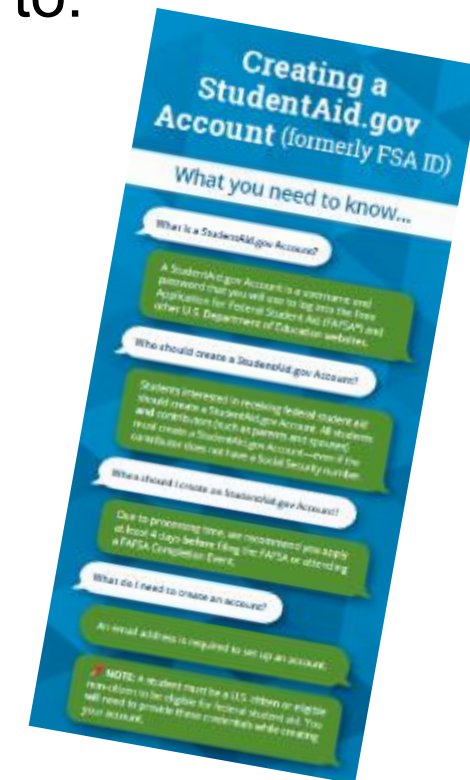 to:
Creating a
StudentAid.gov
Account (formerly FSA ID)
What you need to know...
What is a StudentAid.gov Account?
A StudentAid.gov Account is a username and
password that you will use to log into the Free
Application for Federal Student Aid (FAFSA®) and
other U.S. Department of Education websites.
Who should create a StudentAid.gov Account?
Students interested in receiving federal student aid
should create a StudentAid.gov Account. All students
and contributors (such as parents and spouses)
must create a StudentAid.gov Account—even if the
contributor does not have a Social Security number.
When should I create an StudentAid.gov Account?
Due to processing time, we recommend you apply
at least 4 days before filing the FAFSA or attending
a FAFSA Completion Event.
What do I need to create an account?
An email address is required to set up an account.
NOTE: A student must be a U.S. citizen or eligible
non-citizen to be eligible for federal student aid. You
will need to provide these credentials while creating
your account.